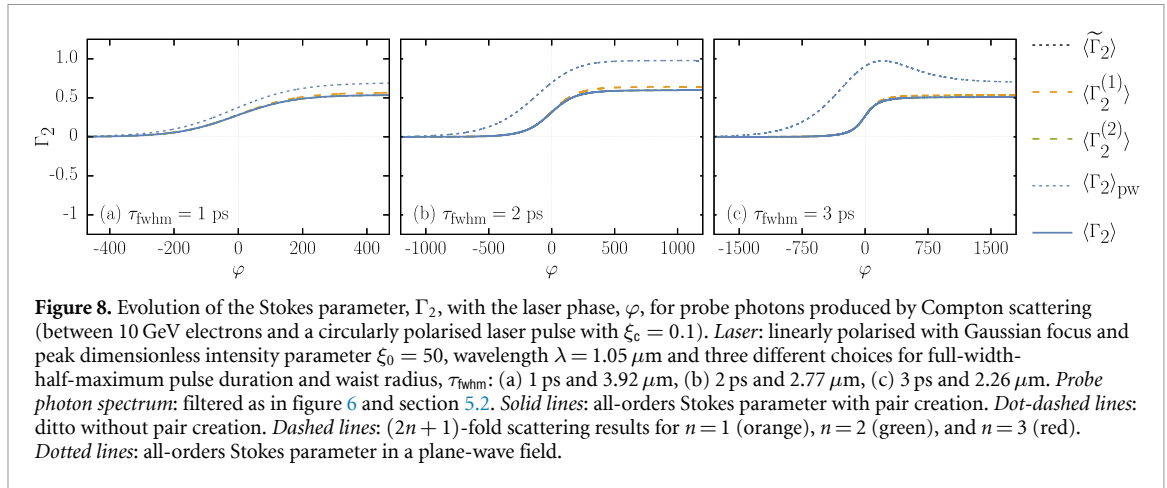 1.0
0.5
0
-0.5
-1
Γ₂
(a) τ_fwhm = 1 ps
-400 -200 0 200 400
φ
(b) τ_fwhm = 2 ps
-1000 -500 0 500 1000
φ
(c) τ_fwhm = 3 ps
-1500 -750 0 750 1500
φ
⟨Γ̃₂⟩
⟨Γ₂⁽¹⁾⟩
⟨Γ₂⁽²⁾⟩
⟨Γ₂⟩pw
⟨Γ₂⟩
Figure 8. Evolution of the Stokes parameter, Γ₂, with the laser phase, φ, for probe photons produced by Compton scattering
(between 10 GeV electrons and a circularly polarised laser pulse with ξ_c = 0.1). Laser: linearly polarised with Gaussian focus and
peak dimensionless intensity parameter ξ₀ = 50, wavelength λ = 1.05 μm and three different choices for full-width-
half-maximum pulse duration and waist radius, τ_fwhm: (a) 1 ps and 3.92 μm, (b) 2 ps and 2.77 μm, (c) 3 ps and 2.26 μm. Probe
photon spectrum: filtered as in figure 6 and section 5.2. Solid lines: all-orders Stokes parameter with pair creation. Dot-dashed lines:
ditto without pair creation. Dashed lines: (2n + 1)-fold scattering results for n = 1 (orange), n = 2 (green), and n = 3 (red).
Dotted lines: all-orders Stokes parameter in a plane-wave field.